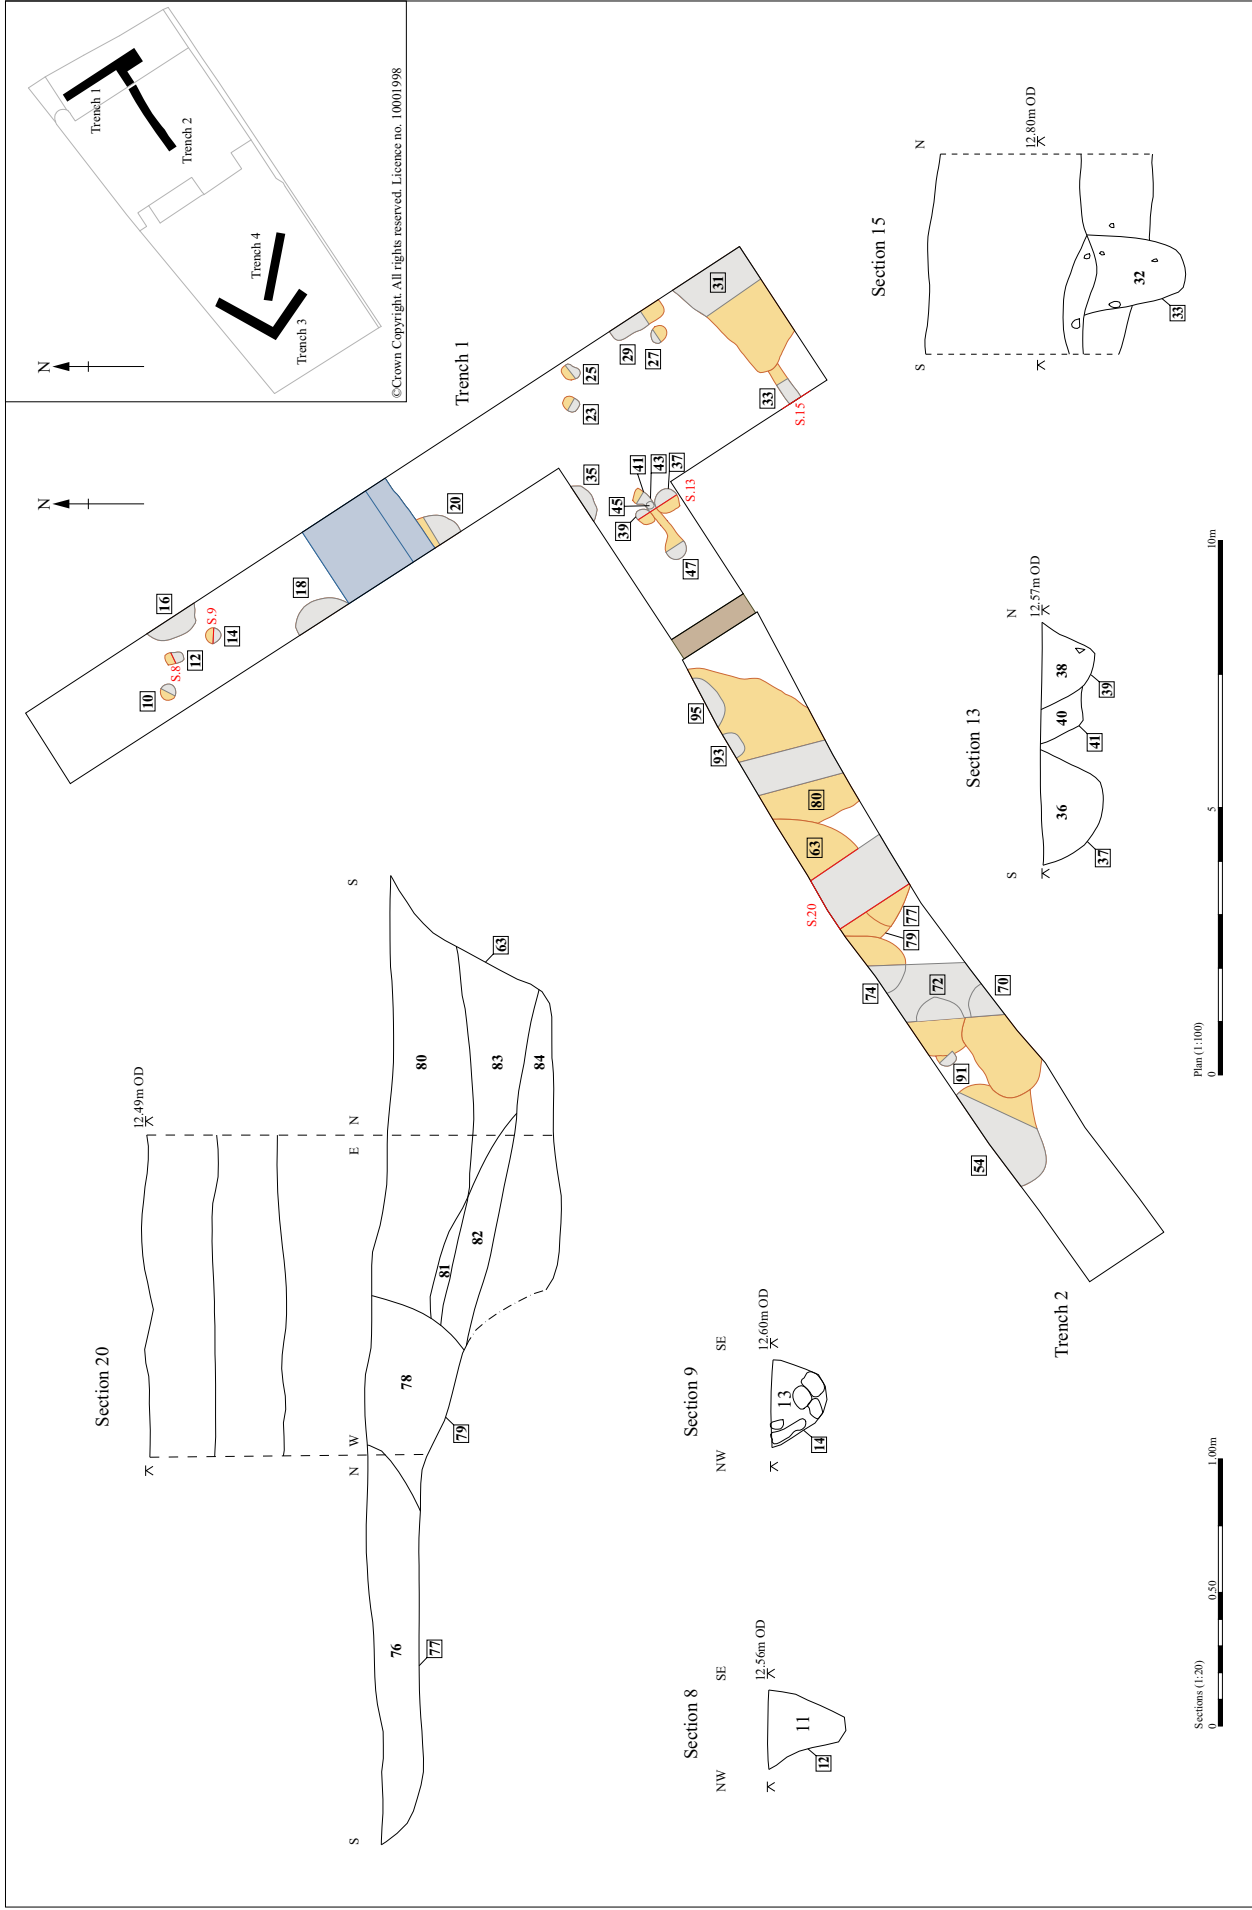 N
Trench 1
Trench 2
Trench 4
Trench 3
©Crown Copyright. All rights reserved. Licence no. 10001998
N
Trench 1
16
S.9
14
12
S.8
10
18
20
35
25
23
29
27
31
33
S.15
41
43
37
45
39
S.13
47
95
93
80
63
S.20
77
79
74
72
70
91
54
Trench 2
Section 15
S
N
12.80m OD
32
33
Section 20
12.49m OD
S
N
W
E
N
S
63
80
83
84
81
82
78
79
76
77
Section 13
S
N
12.57m OD
36
38
40
37
41
39
Section 9
NW
SE
12.60m OD
13
14
Section 8
NW
SE
12.56m OD
11
12
Plan (1:100)
0
5
10m
Sections (1:20)
0
0.50
1.00m